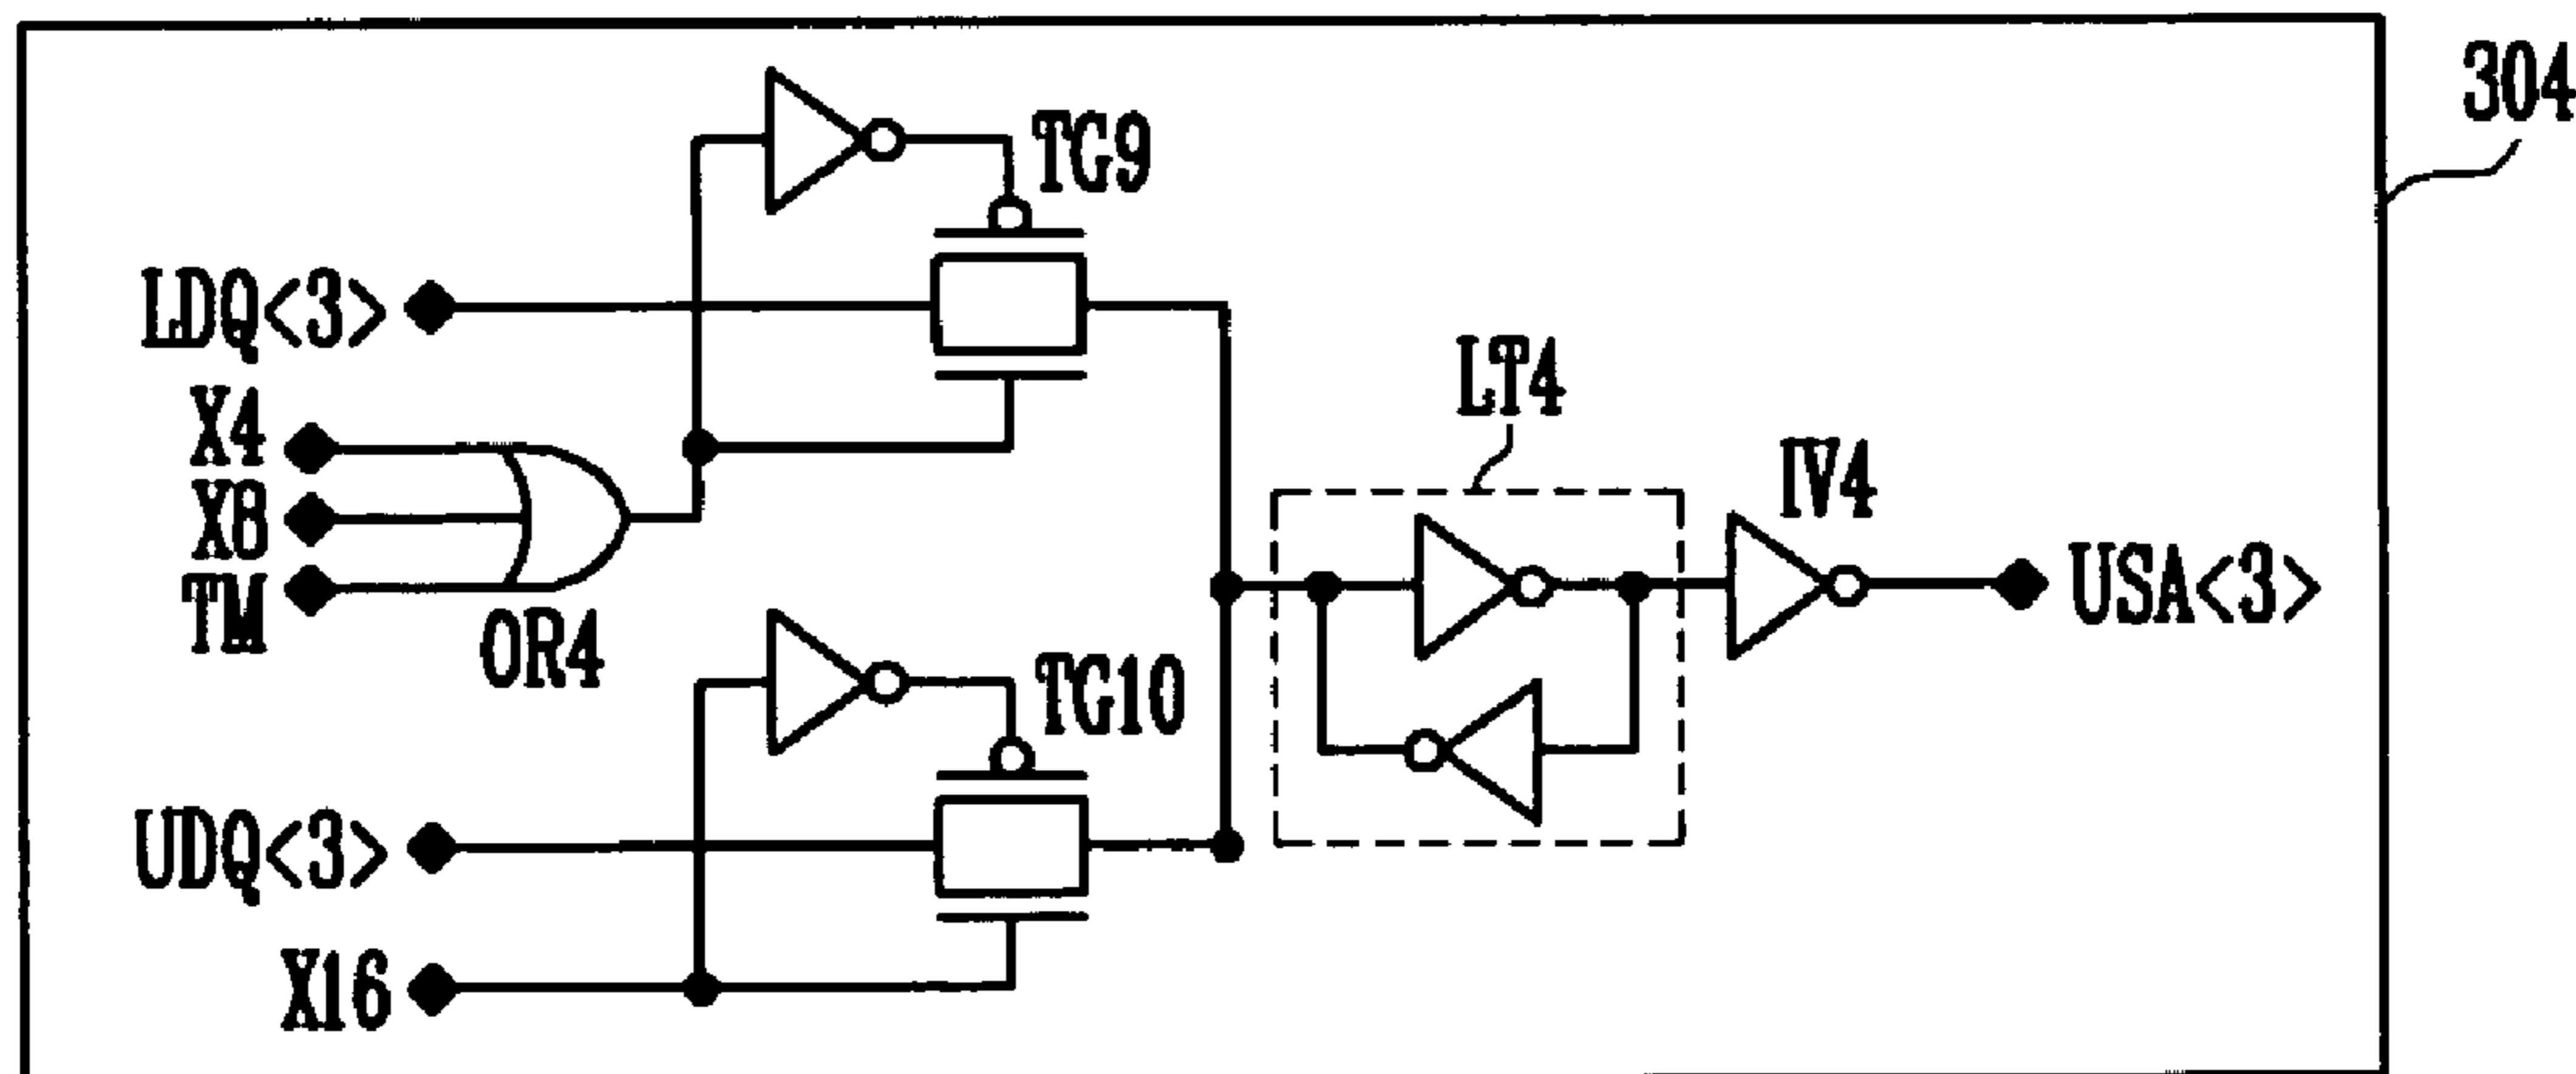 304
TG9
LDQ<3>
LT4
X4
IV4
X8
USA<3>
TM
OR4
TG10
UDQ<3>
X16